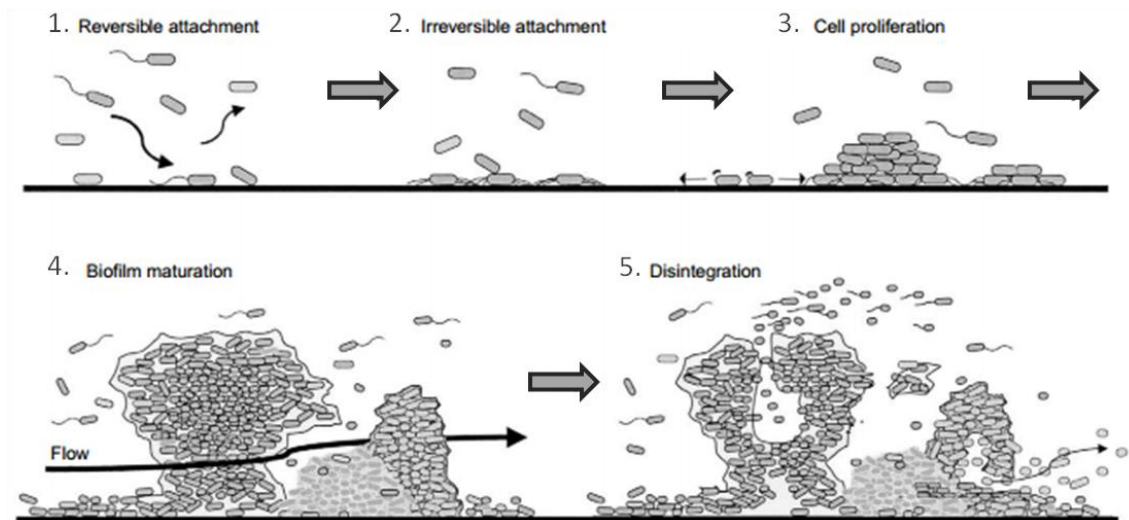 1. Reversible attachment
2. Irreversible attachment
3. Cell proliferation
4. Biofilm maturation
5. Disintegration
Flow